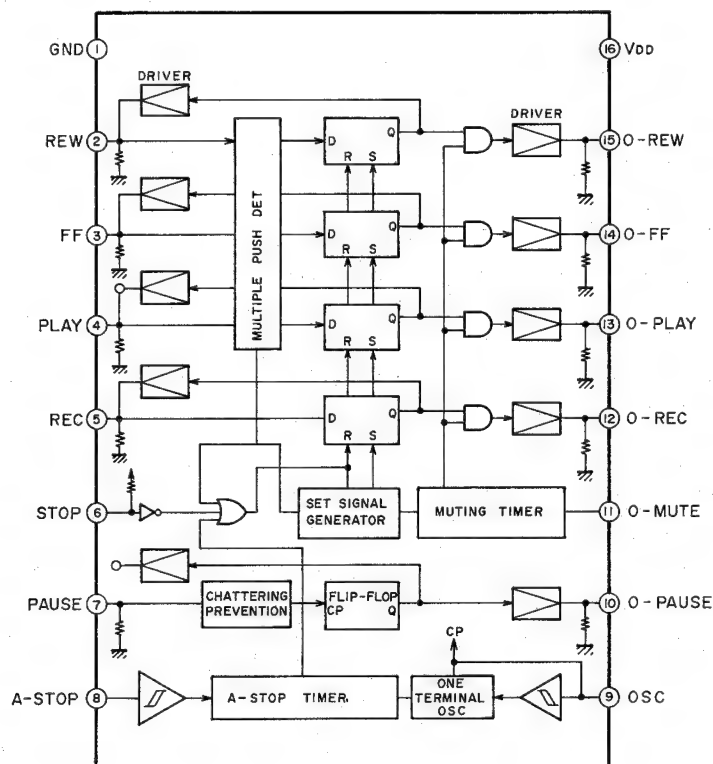 GND 1
16 VDD
DRIVER
DRIVER
REW 2
MULTIPLE PUSH DET
D Q
R S
15 O-REW
FF 3
D Q
R S
14 O-FF
PLAY 4
D Q
R S
13 O-PLAY
REC 5
D Q
R S
12 O-REC
STOP 6
SET SIGNAL
GENERATOR
MUTING TIMER
11 O-MUTE
PAUSE 7
CHATTERING
PREVENTION
FLIP-FLOP
CP Q
10 O-PAUSE
CP
A-STOP 8
A-STOP TIMER
ONE
TERMINAL
OSC
9 OSC